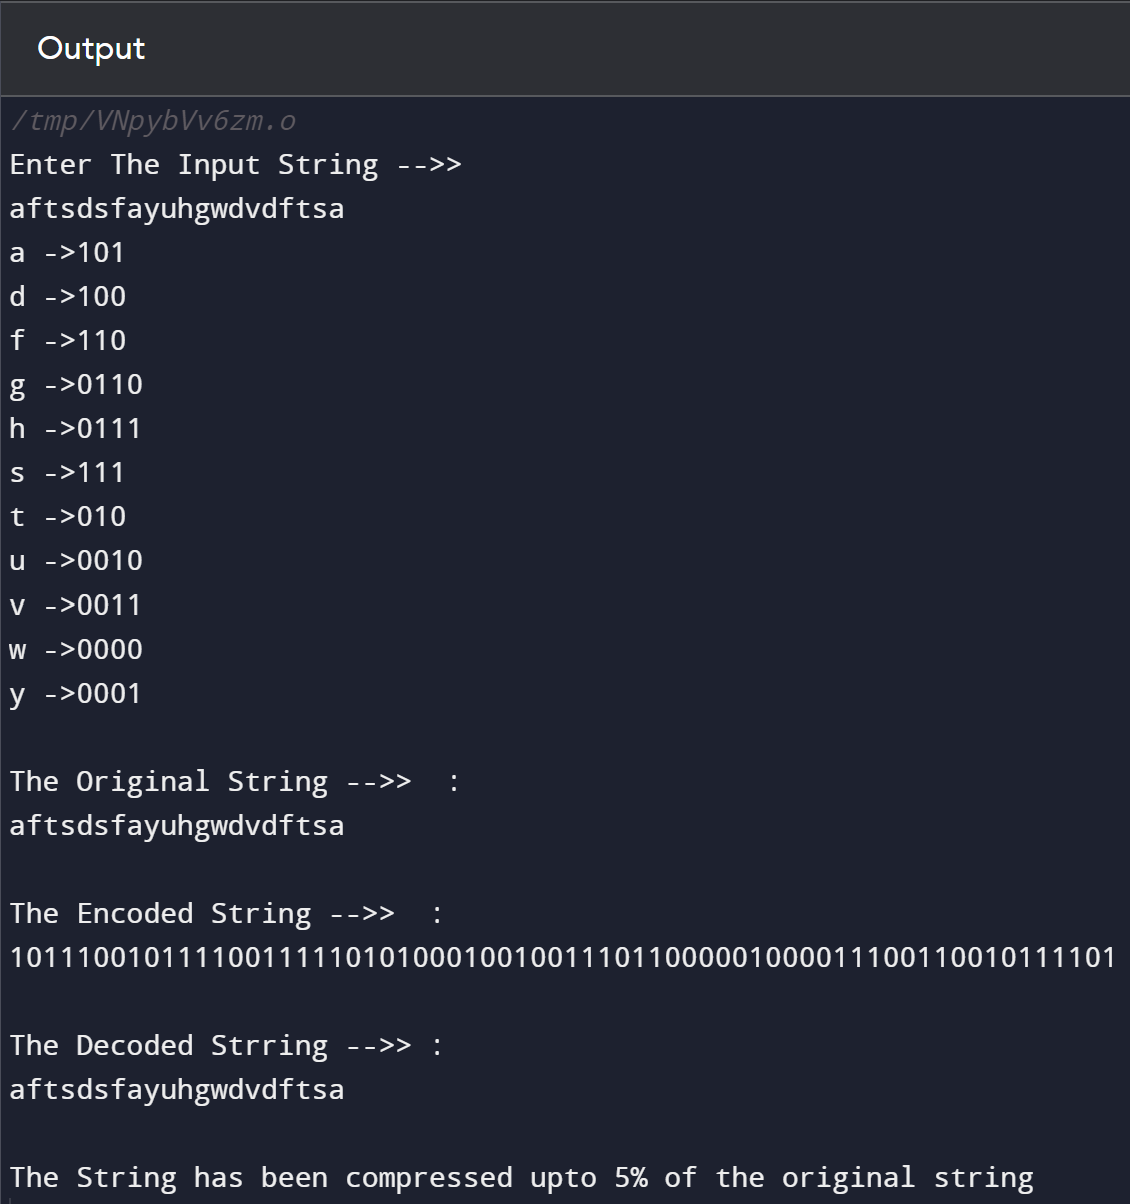 Output
/tmp/VNpybVv6zm.o
Enter The Input String -->>
aftsdsfayuhgwdvdftsa
a ->101
d ->100
f ->110
g ->0110
h ->0111
s ->111
t ->010
u ->0010
v ->0011
w ->0000
y ->0001
The Original String -->>  :
aftsdsfayuhgwdvdftsa
The Encoded String -->>  :
101110010111100111110101000100100111011000001000011100110010111101
The Decoded Strring -->> :
aftsdsfayuhgwdvdftsa
The String has been compressed upto 5% of the original string